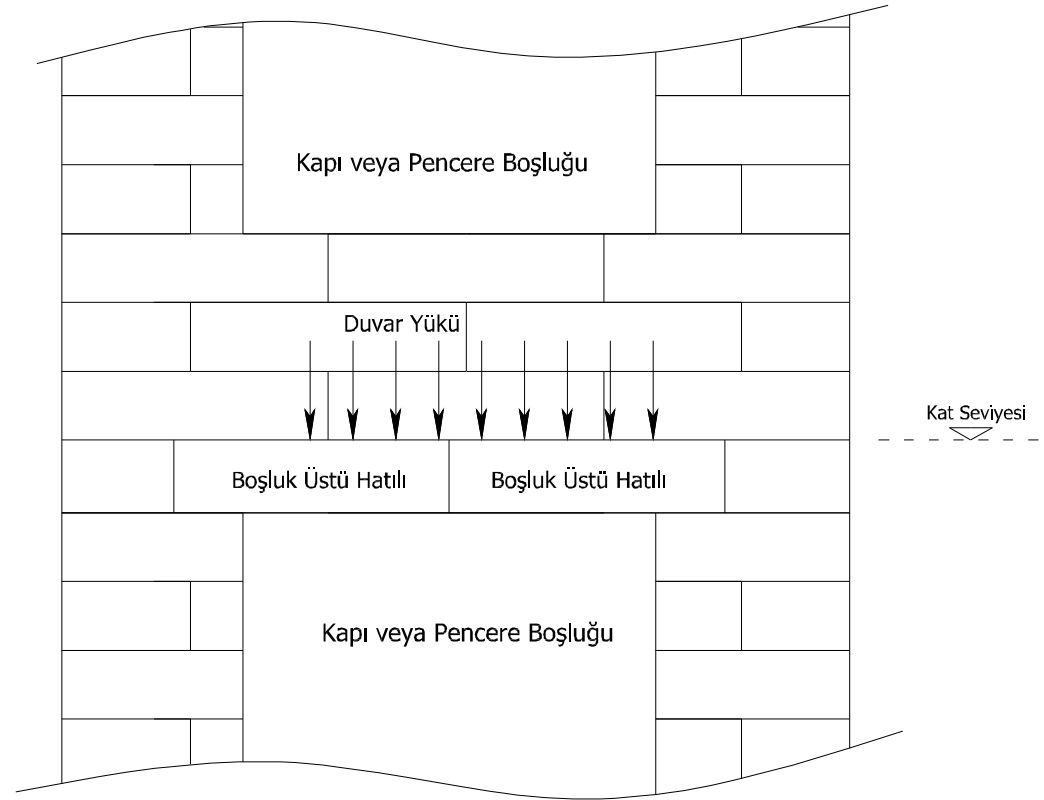 Kapı veya Pencere Boşluğu
Duvar Yükü
Kat Seviyesi
Boşluk Üstü Hatılı
Boşluk Üstü Hatılı
Kapı veya Pencere Boşluğu